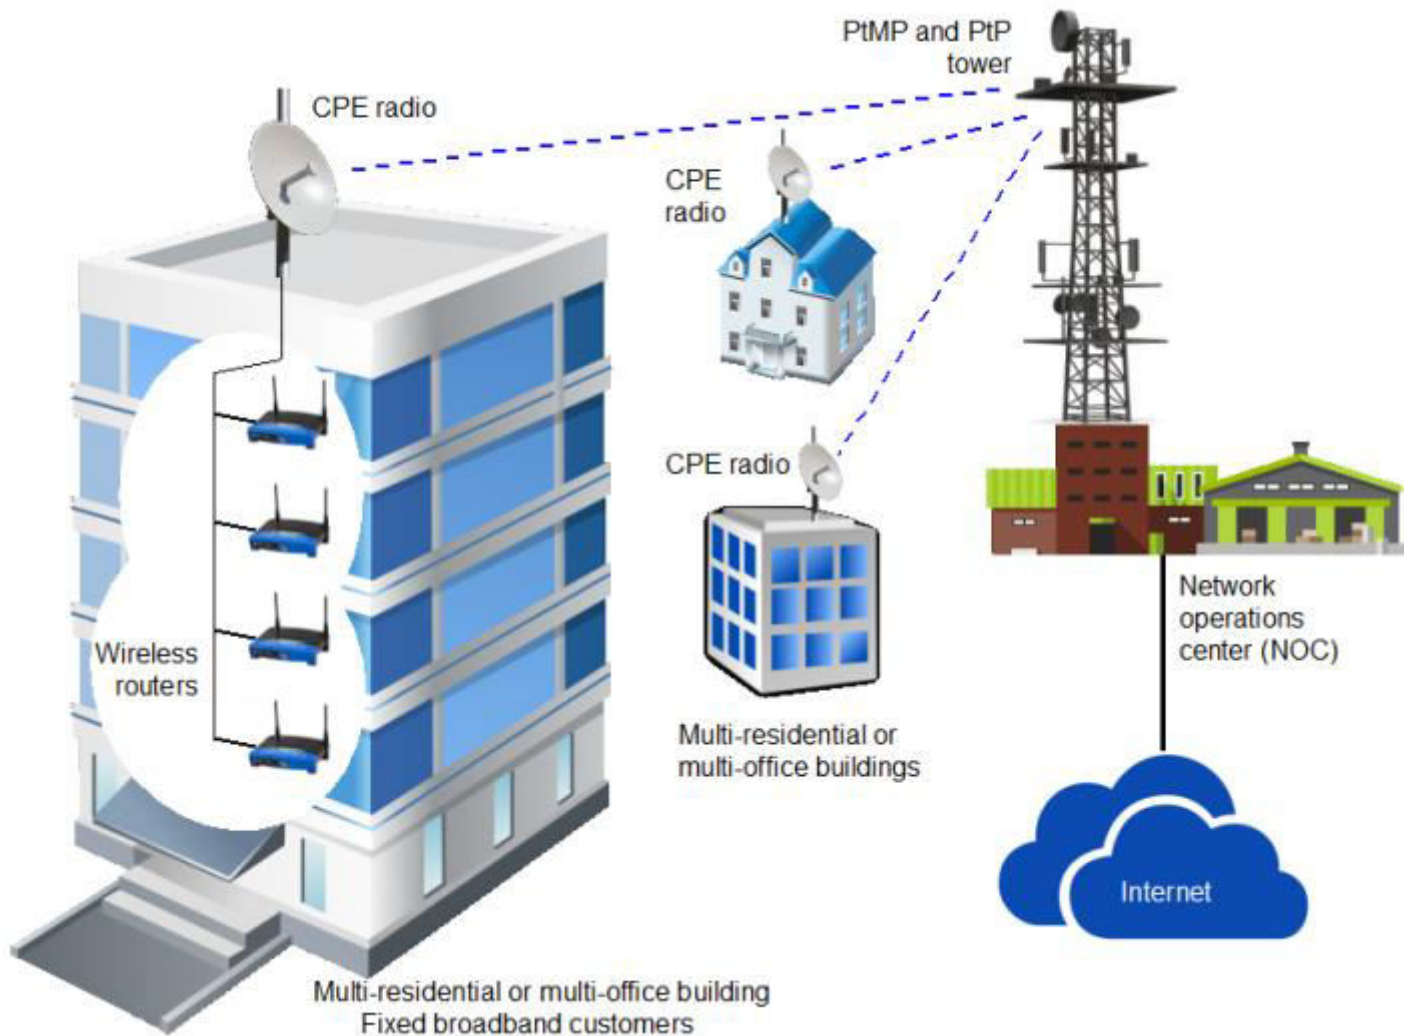 PtMP and PtP
tower
CPE radio
CPE
radio
CPE radio
Wireless
routers
Network
operations
center (NOC)
Multi-residential or
multi-office buildings
Internet
Multi-residential or multi-office building
Fixed broadband customers